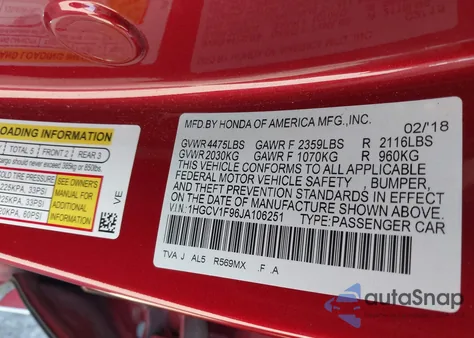 MFD.BY HONDA OF AMERICA MFG.,INC. 02/'18
GVWR 4475LBS GAWR F 2359LBS R 2116LBS
GVWR 2030KG GAWR F 1070KG R 960KG
THIS VEHICLE CONFORMS TO ALL APPLICABLE
FEDERAL MOTOR VEHICLE SAFETY , BUMPER,
AND THEFT PREVENTION STANDARDS IN EFFECT
ON THE DATE OF MANUFACTURE SHOWN ABOVE.
VIN:1HGCV1F96JA106251 TYPE:PASSENGER CAR
TVA J AL5 R569MX .F .A
LOADING INFORMATION
TOTAL 5 FRONT 2 REAR 3
TIRE PRESSURE
225KPA, 33PSI
225KPA, 33PSI
60PSI
SEE OWNER'S
MANUAL FOR
ADDITIONAL
INFORMATION
VE
autoSnap